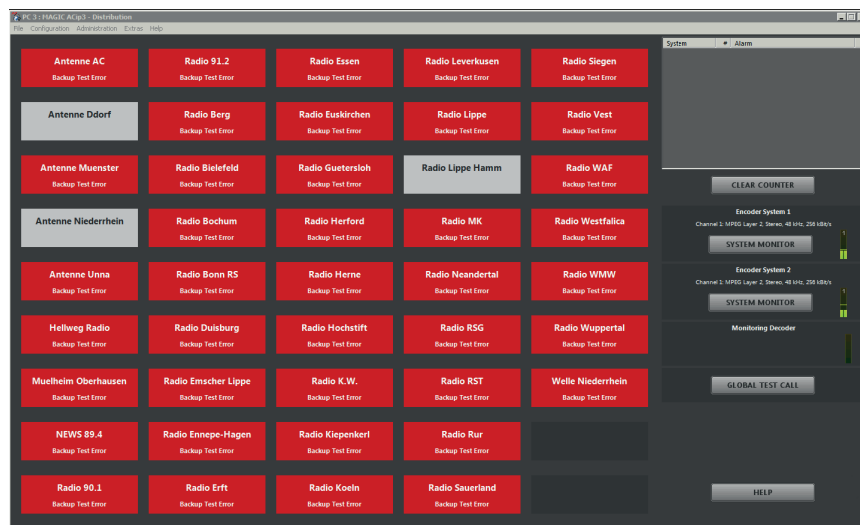 PC 3 : MAGIC ACip3 - Distribution
File Configuration Administration Extras Help
Antenne AC
Backup Test Error
Radio 91.2
Backup Test Error
Radio Essen
Backup Test Error
Radio Leverkusen
Backup Test Error
Radio Siegen
Backup Test Error
Antenne Ddorf
Radio Berg
Backup Test Error
Radio Euskirchen
Backup Test Error
Radio Lippe
Backup Test Error
Radio Vest
Backup Test Error
Antenne Muenster
Backup Test Error
Radio Bielefeld
Backup Test Error
Radio Guetersloh
Backup Test Error
Radio Lippe Hamm
Radio WAF
Backup Test Error
Antenne Niederrhein
Radio Bochum
Backup Test Error
Radio Herford
Backup Test Error
Radio MK
Backup Test Error
Radio Westfalica
Backup Test Error
Antenne Unna
Backup Test Error
Radio Bonn RS
Backup Test Error
Radio Herne
Backup Test Error
Radio Neandertal
Backup Test Error
Radio WMW
Backup Test Error
Hellweg Radio
Backup Test Error
Radio Duisburg
Backup Test Error
Radio Hochstift
Backup Test Error
Radio RSG
Backup Test Error
Radio Wuppertal
Backup Test Error
Muelheim Oberhausen
Backup Test Error
Radio Emscher Lippe
Backup Test Error
Radio K.W.
Backup Test Error
Radio RST
Backup Test Error
Welle Niederrhein
Backup Test Error
NEWS 89.4
Backup Test Error
Radio Ennepe-Hagen
Backup Test Error
Radio Kiepenkerl
Backup Test Error
Radio Rur
Backup Test Error
Radio 90.1
Backup Test Error
Radio Erft
Backup Test Error
Radio Koeln
Backup Test Error
Radio Sauerland
Backup Test Error
System # Alarm
CLEAR COUNTER
Encoder System 1
Channel 1: MPEG Layer 2, Stereo, 48 kHz, 256 kBit/s
SYSTEM MONITOR
Encoder System 2
Channel 1: MPEG Layer 2, Stereo, 48 kHz, 256 kBit/s
SYSTEM MONITOR
Monitoring Decoder
GLOBAL TEST CALL
HELP